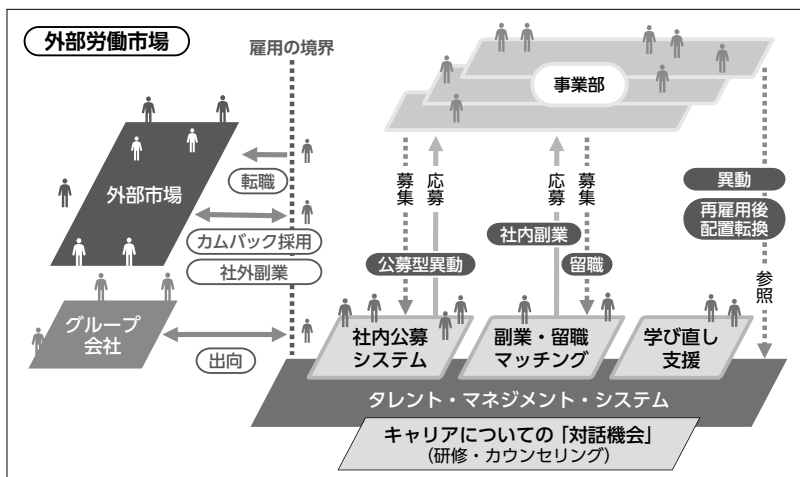 外部労働市場
雇用の境界
事業部
外部市場
転職
カムバック採用
社外副業
グループ
会社
出向
募集
応募
公募型異動
応募
募集
社内副業
留職
異動
再雇用後
配置転換
参照
社内公募
システム
副業・留職
マッチング
学び直し
支援
タレント・マネジメント・システム
キャリアについての「対話機会」
(研修・カウンセリング)